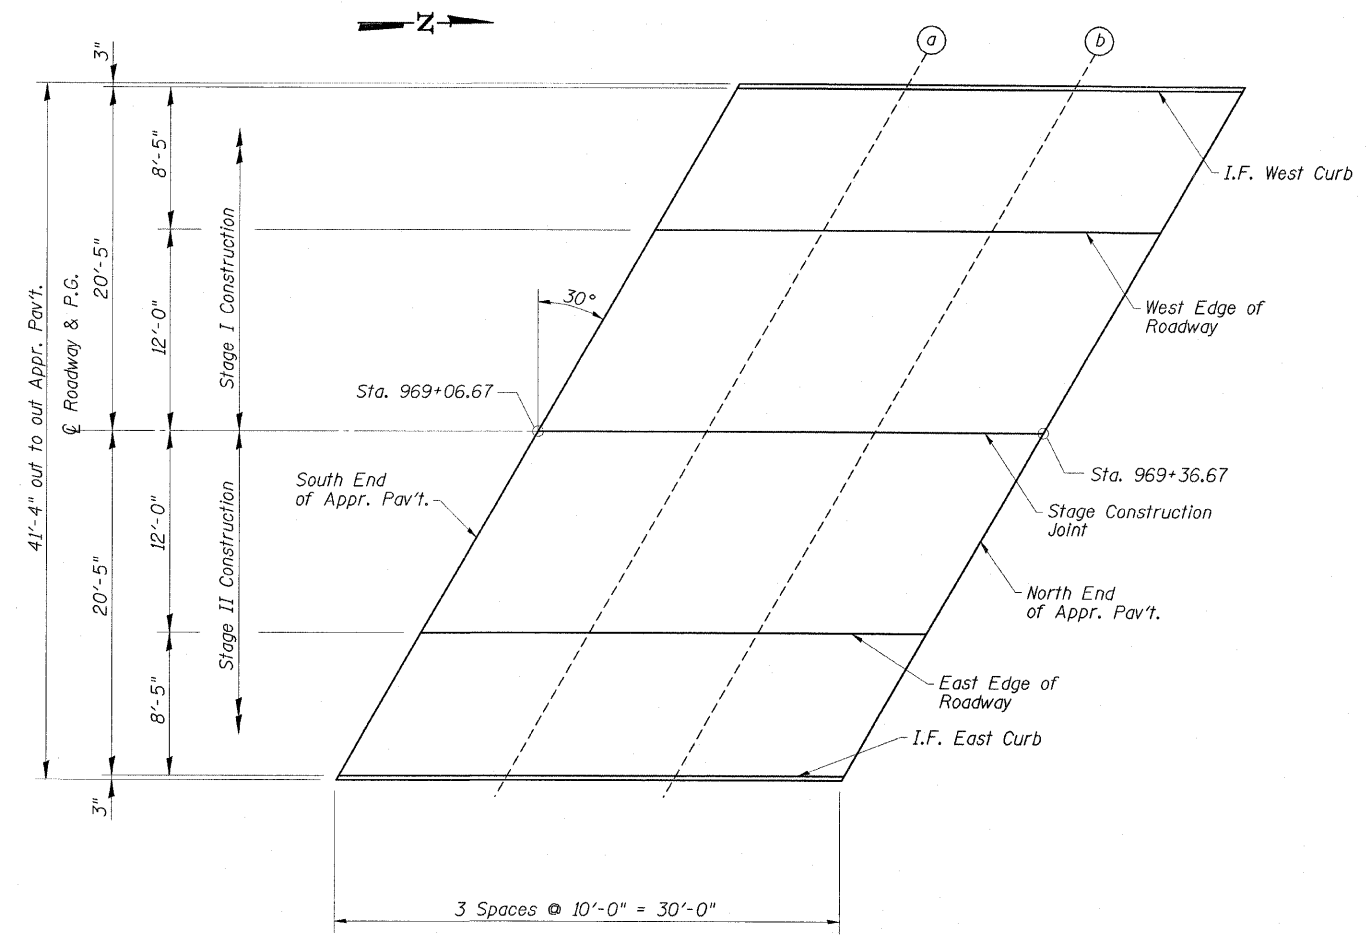 N
a
b
3"
8'-5"
20'-5"
12'-0"
41'-4" out to out Appr. Pav't.
℄ Roadway & P.G.
Stage I Construction
30°
I.F. West Curb
West Edge of
Roadway
Sta. 969+06.67
Sta. 969+36.67
South End
of Appr. Pav't.
Stage Construction
Joint
12'-0"
20'-5"
Stage II Construction
North End
of Appr. Pav't.
8'-5"
East Edge of
Roadway
I.F. East Curb
3"
3 Spaces @ 10'-0" = 30'-0"